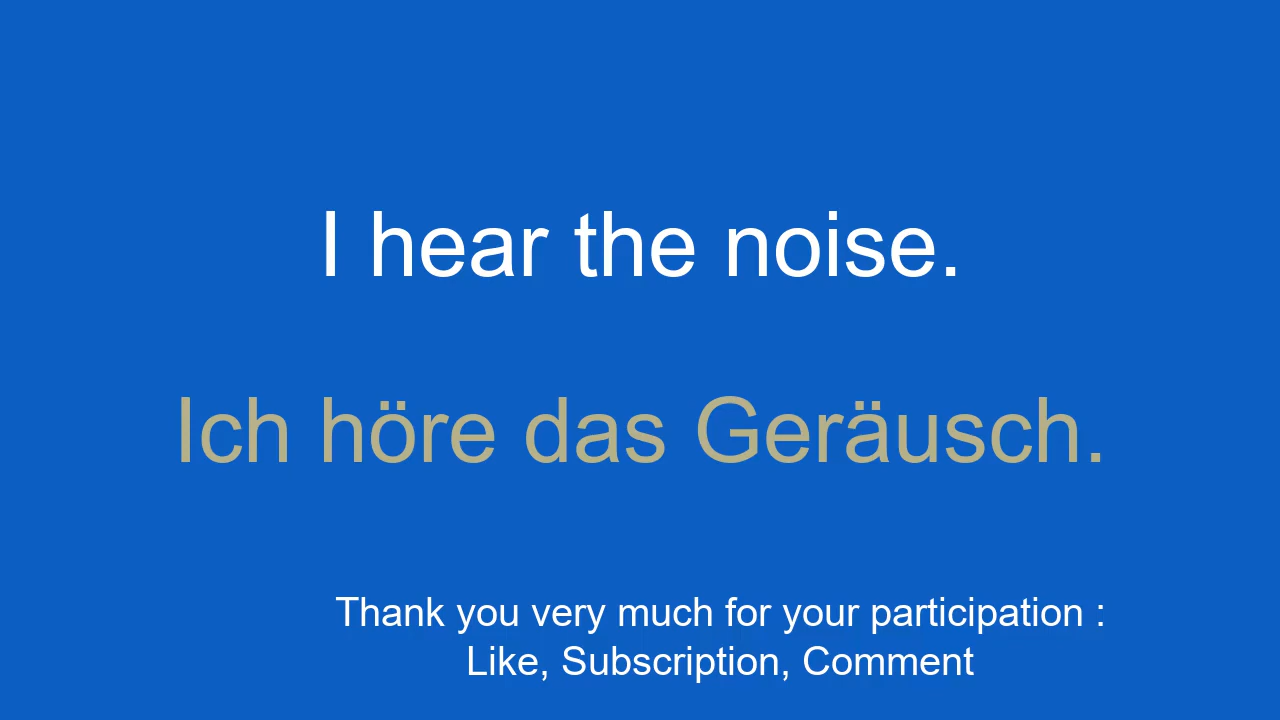 I hear the noise.
Ich höre das Geräusch.
Thank you very much for your participation :
Like, Subscription, Comment